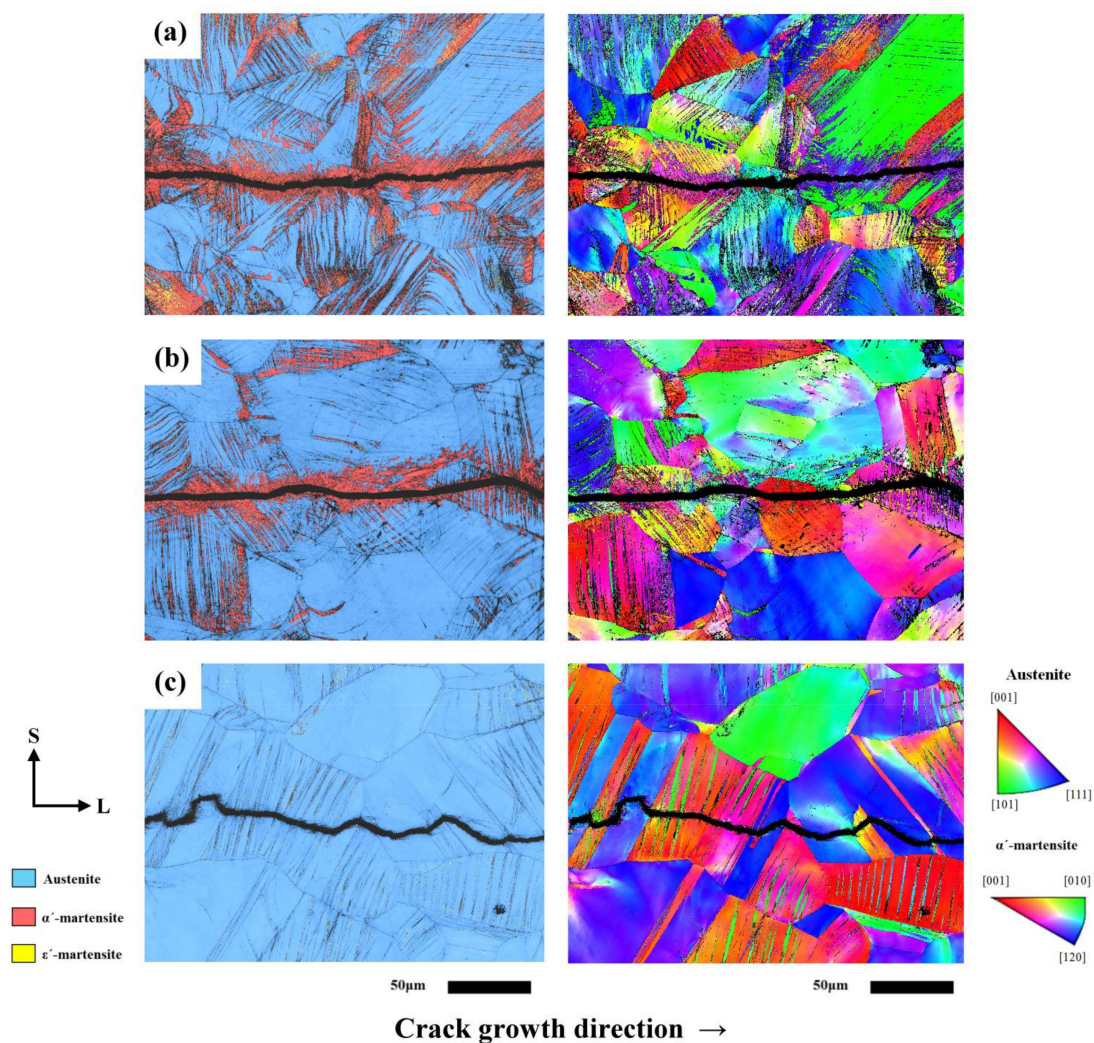 (a)
(b)
(c)
S
L
Austenite
α´-martensite
ε´-martensite
Austenite
[001]
[101]
[111]
α´-martensite
[001]
[010]
[120]
50μm
50μm
Crack growth direction →